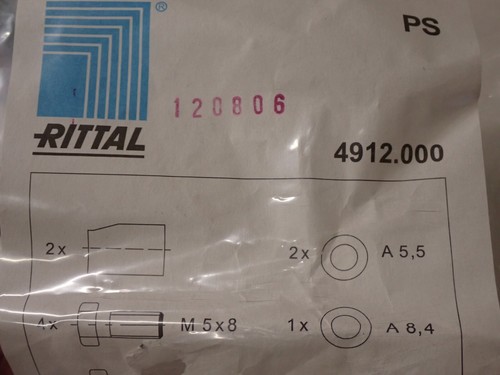 ®
PS
120806
RITTAL
4912.000
2x
2x A 5,5
4x M 5x8
1x A 8,4